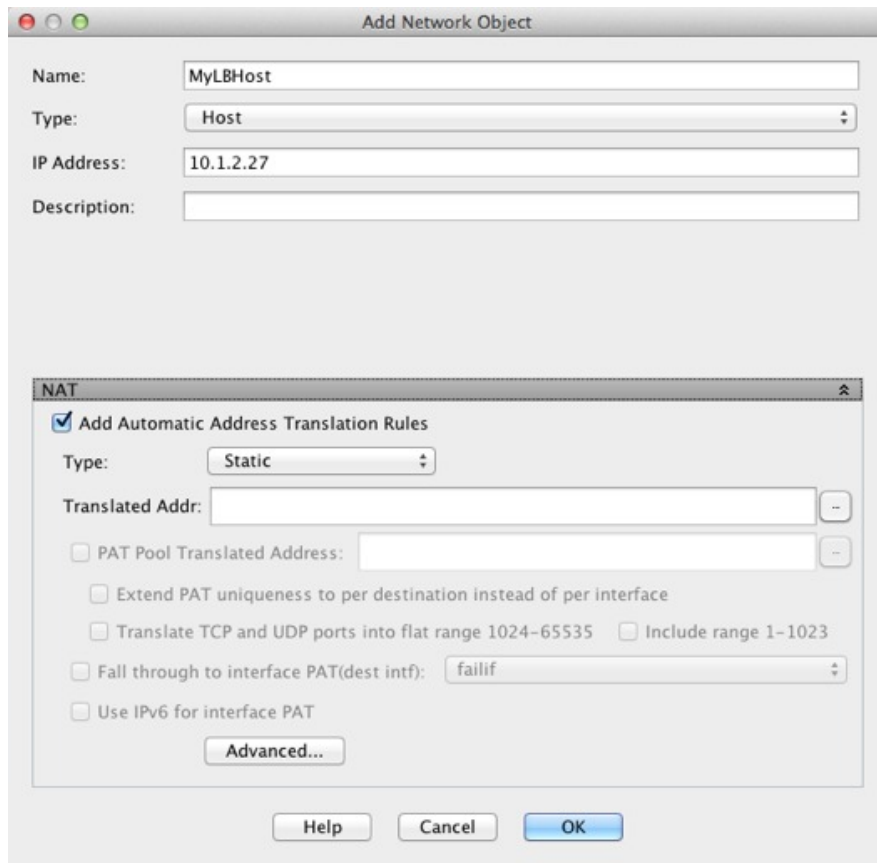 Add Network Object
Name: MyLBHost
Type: Host
IP Address: 10.1.2.27
Description:
NAT
Add Automatic Address Translation Rules
Type: Static
Translated Addr: ..
PAT Pool Translated Address: ..
Extend PAT uniqueness to per destination instead of per interface
Translate TCP and UDP ports into flat range 1024-65535 Include range 1-1023
Fall through to interface PAT(dest intf): failif
Use IPv6 for interface PAT
Advanced...
Help Cancel OK